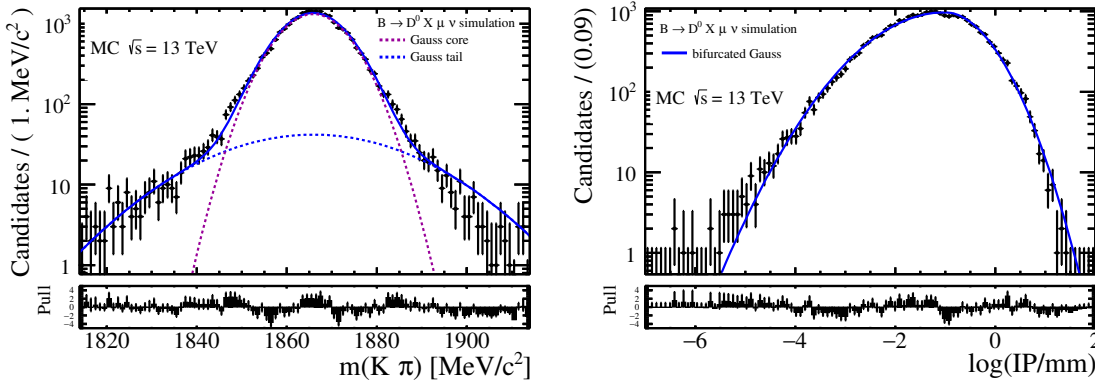 10³
10²
10
1
Candidates / ( 1. MeV/c²)
MC √s = 13 TeV
B → D⁰ X μ ν simulation
Gauss core
Gauss tail
Pull
4
2
0
−2
−4
1820 1840 1860 1880 1900
m(K π) [MeV/c²]
10³
10²
10
1
Candidates / (0.09)
B → D⁰ X μ ν simulation
bifurcated Gauss
MC √s = 13 TeV
Pull
4
2
0
−2
−4
−6 −4 −2 0 2
log(IP/mm)